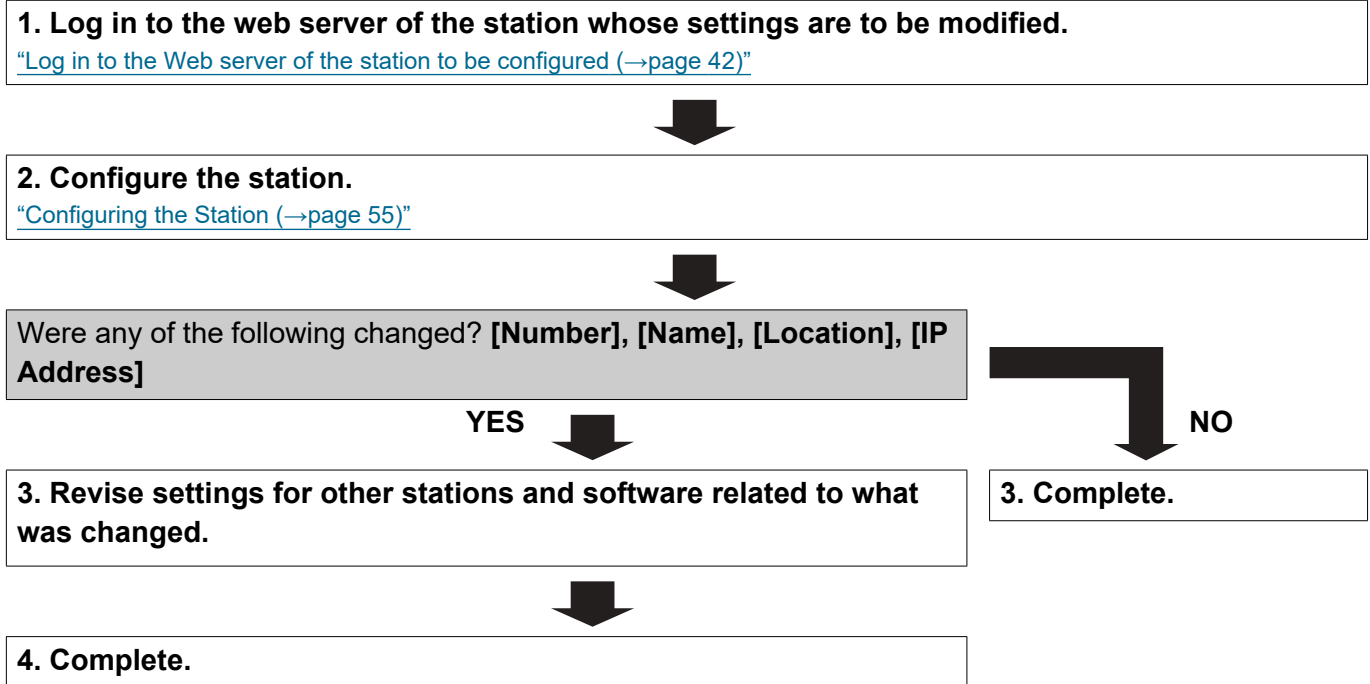 1. Log in to the web server of the station whose settings are to be modified.
“Log in to the Web server of the station to be configured (→page 42)”
2. Configure the station.
“Configuring the Station (→page 55)”
Were any of the following changed? [Number], [Name], [Location], [IP
Address]
YES
NO
3. Revise settings for other stations and software related to what
was changed.
3. Complete.
4. Complete.